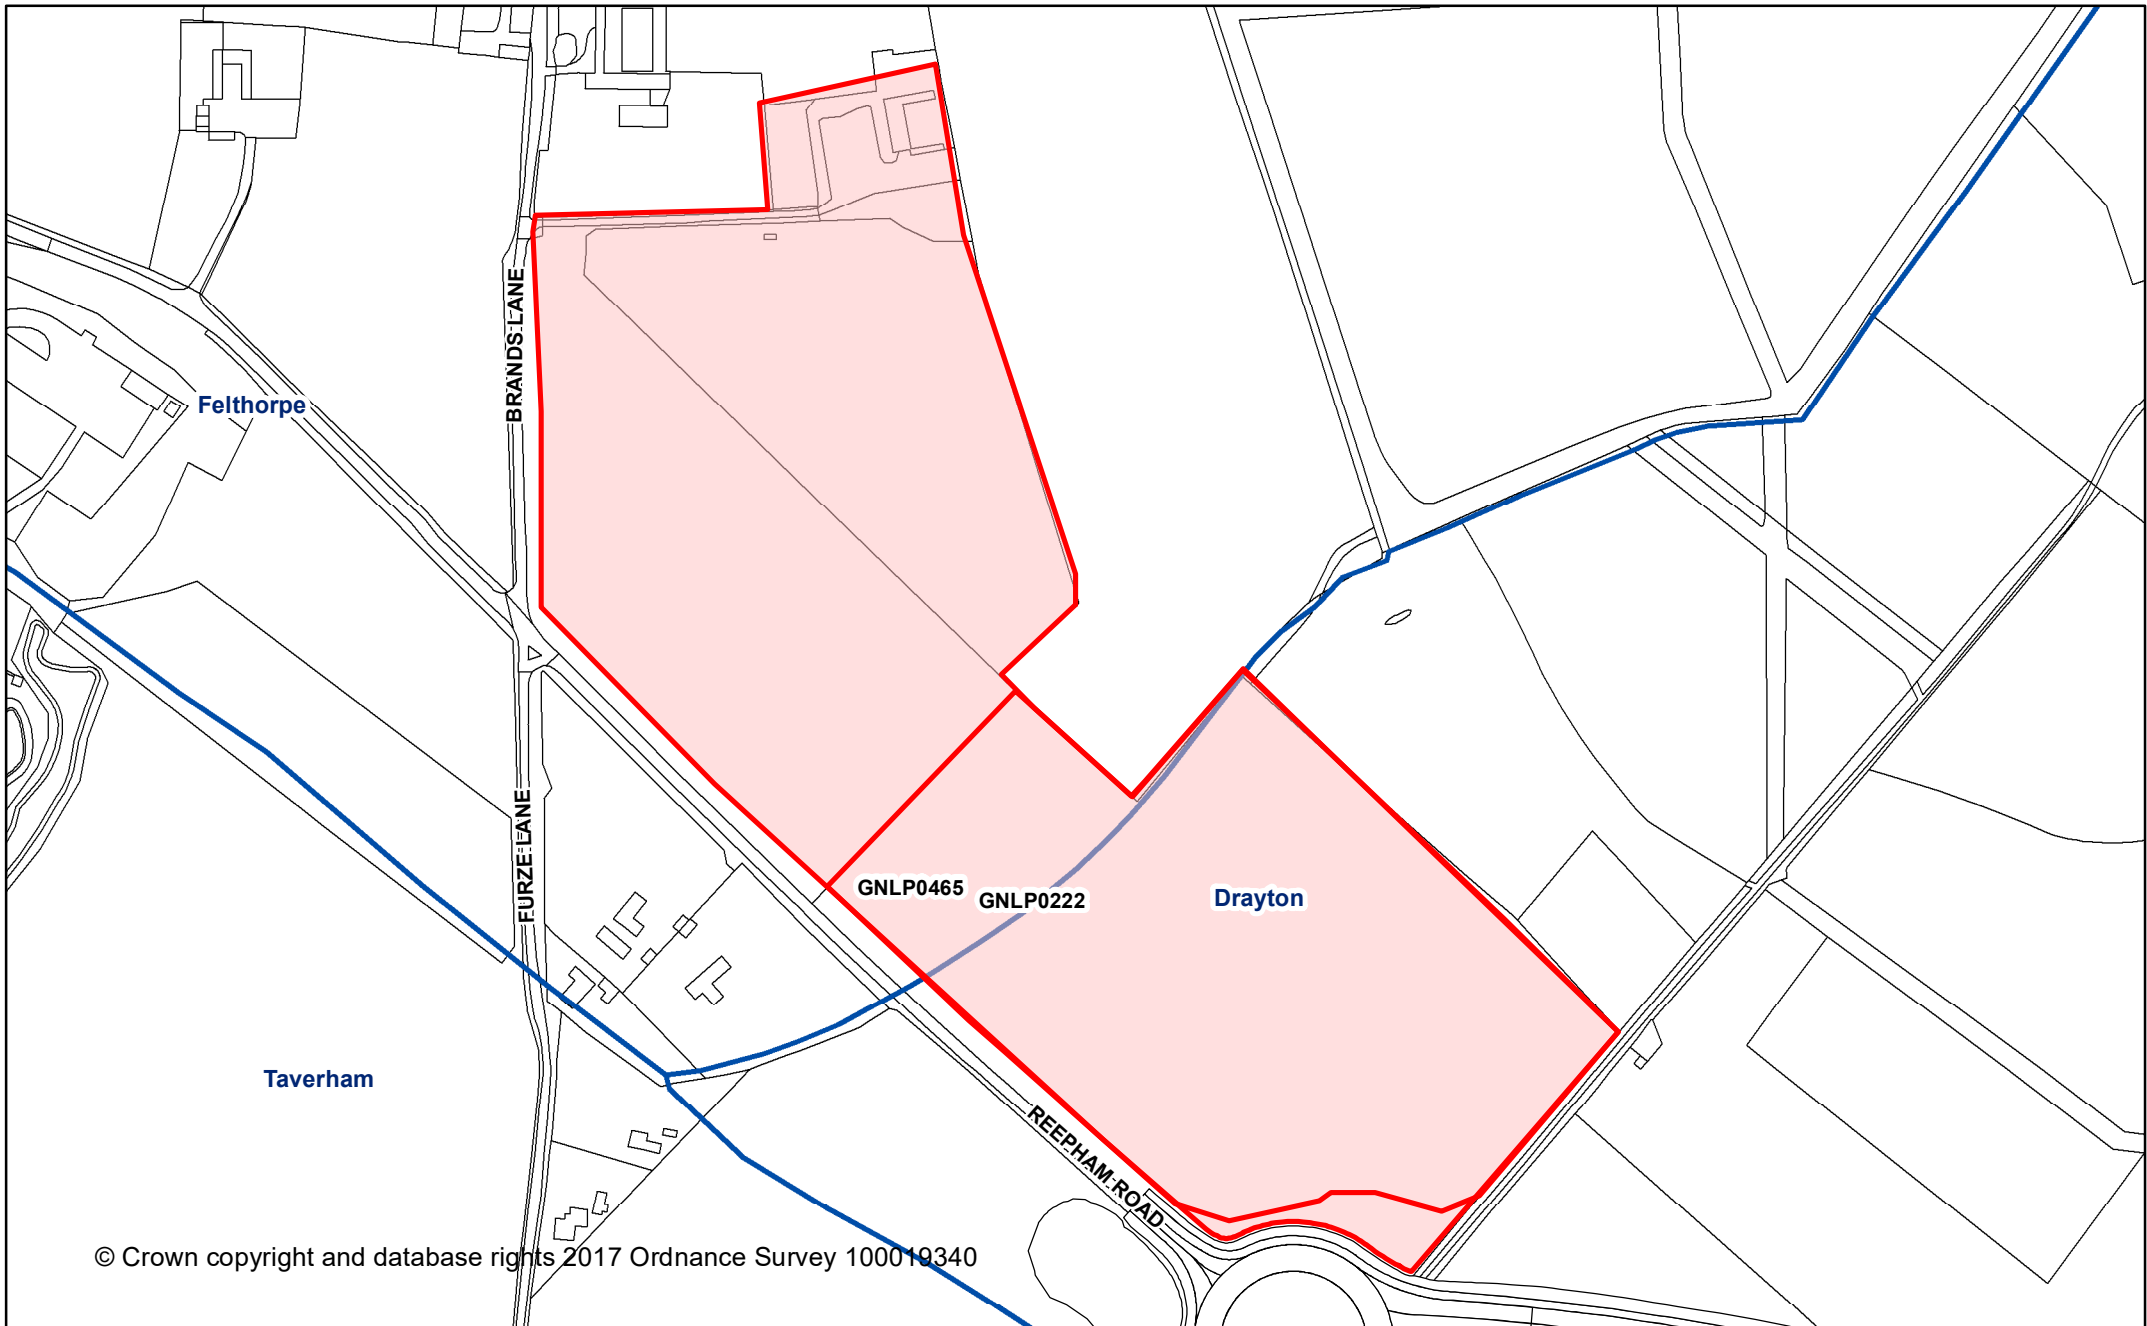 BRANDS LANE
Felthorpe
FURZE LANE
GNLP0465
GNLP0222
Drayton
Taverham
REEPHAM ROAD
© Crown copyright and database rights 2017 Ordnance Survey 100019340